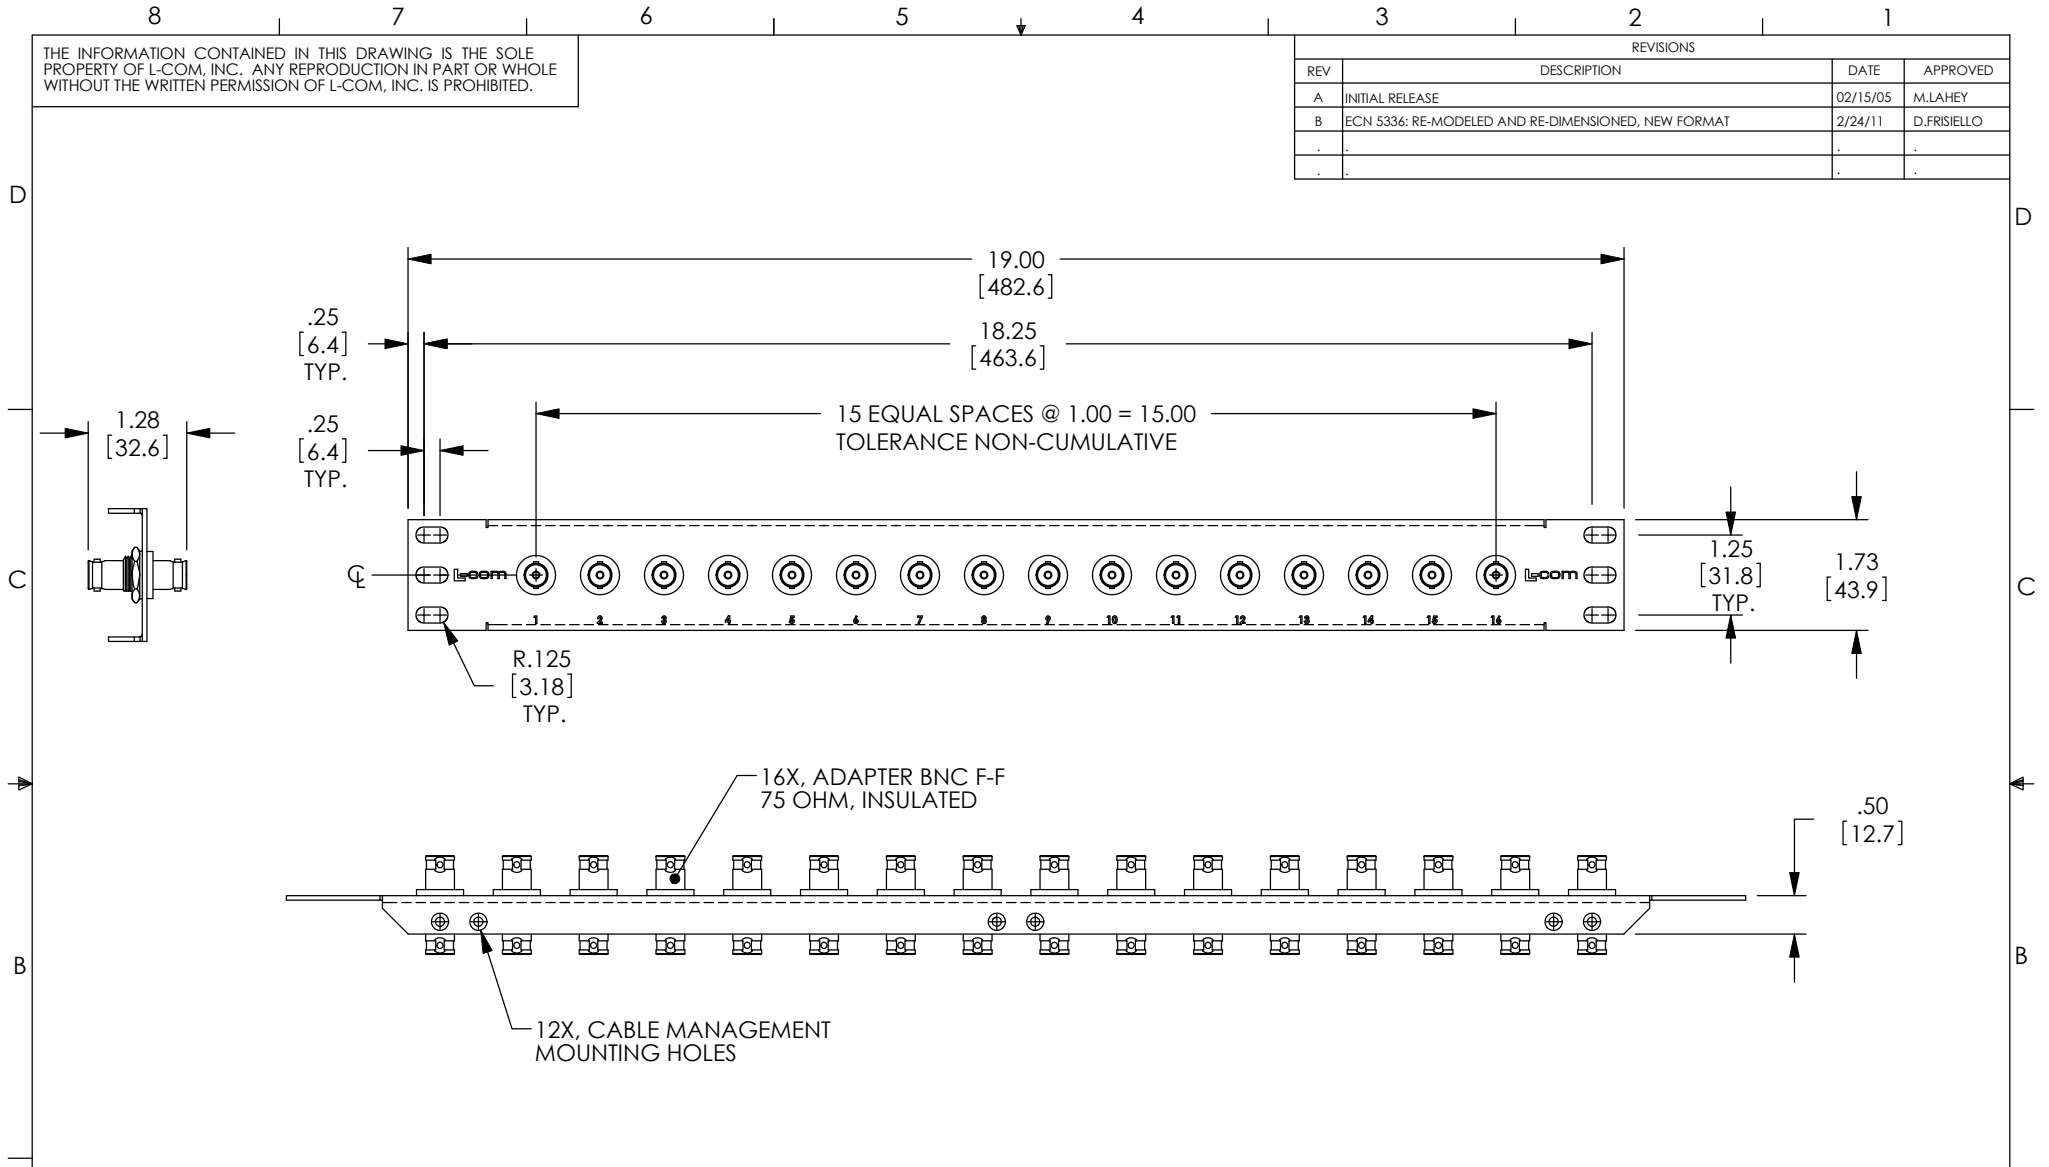 8 7 6 5 4 3 2 1
THE INFORMATION CONTAINED IN THIS DRAWING IS THE SOLE
PROPERTY OF L-COM, INC. ANY REPRODUCTION IN PART OR WHOLE
WITHOUT THE WRITTEN PERMISSION OF L-COM, INC. IS PROHIBITED.
REVISIONS
REV DESCRIPTION DATE APPROVED
A INITIAL RELEASE 02/15/05 M.LAHEY
B ECN 5336: RE-MODELED AND RE-DIMENSIONED, NEW FORMAT 2/24/11 D.FRISIELLO
. . . .
. . . .
D
D
19.00
[482.6]
.25
[6.4]
TYP.
18.25
[463.6]
1.28
[32.6]
.25
[6.4]
TYP.
15 EQUAL SPACES @ 1.00 = 15.00
TOLERANCE NON-CUMULATIVE
C
℄
L-com
L-com
1 2 3 4 5 6 7 8 9 10 11 12 13 14 15 16
1.25
[31.8]
TYP.
1.73
[43.9]
C
R.125
[3.18]
TYP.
16X, ADAPTER BNC F-F
75 OHM, INSULATED
.50
[12.7]
B
B
12X, CABLE MANAGEMENT
MOUNTING HOLES